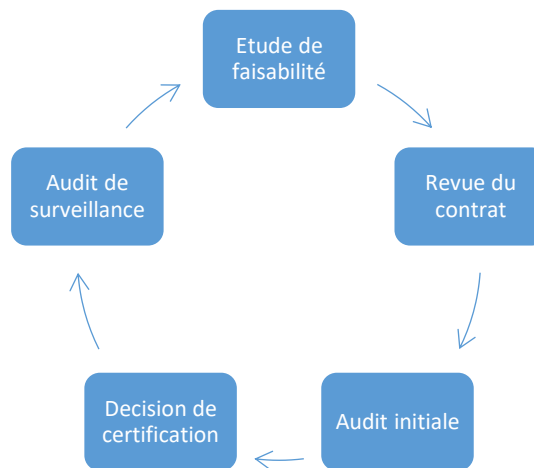 Etude de
faisabilité
Revue du
contrat
Audit initiale
Decision de
certification
Audit de
surveillance